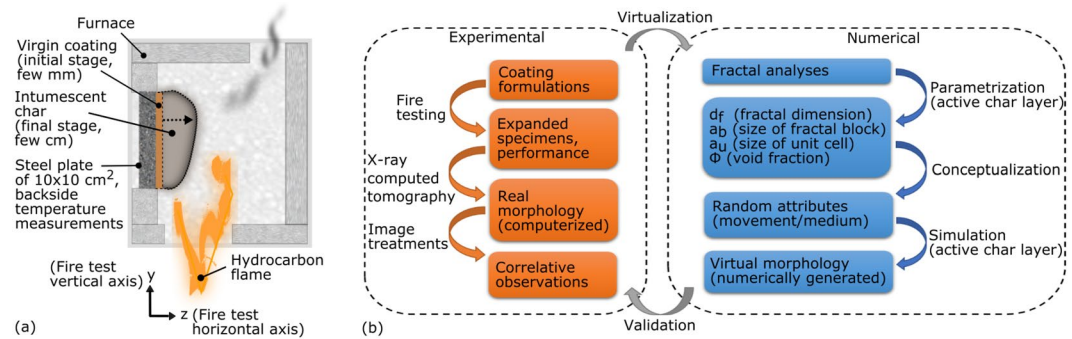 Furnace
Virgin coating
(initial stage,
few mm)
Intumescent
char
(final stage,
few cm)
Steel plate
of 10x10 cm²,
backside
temperature
measurements
Hydrocarbon
flame
(Fire test
vertical axis)
y
z
(Fire test
horizontal axis)
(a)
Virtualization
Experimental
Coating
formulations
Fire
testing
Expanded
specimens,
performance
X-ray
computed
tomography
Real
morphology
(computerized)
Image
treatments
Correlative
observations
Numerical
Fractal analyses
Parametrization
(active char layer)
df (fractal dimension)
ab (size of fractal block)
au (size of unit cell)
Φ (void fraction)
Conceptualization
Random attributes
(movement/medium)
Simulation
(active char layer)
Virtual morphology
(numerically generated)
Validation
(b)